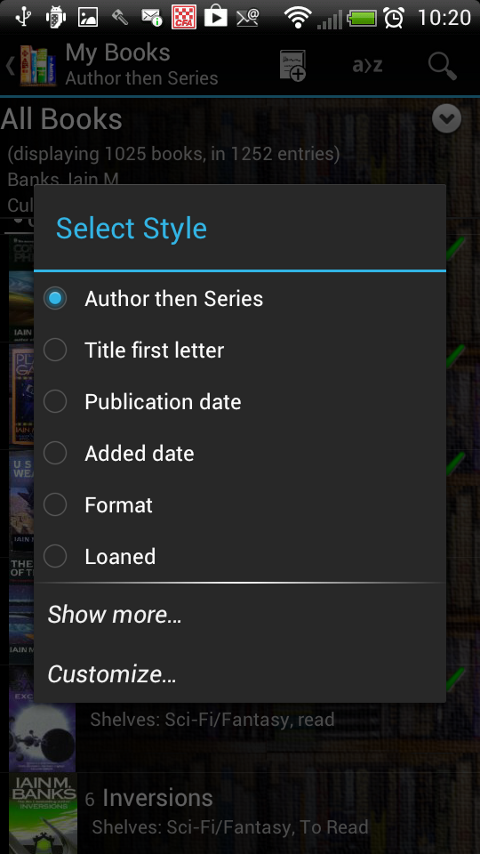 10:20
My Books
Author then Series
a›z
All Books
(displaying 1025 books, in 1252 entries)
Banks, Iain M.
Cul
Select Style
Author then Series
Title first letter
Publication date
Added date
Format
Loaned
Show more...
Customize...
Shelves: Sci-Fi/Fantasy, read
IAIN M.
BANKS
INVERSIONS
6 Inversions
Shelves: Sci-Fi/Fantasy, To Read